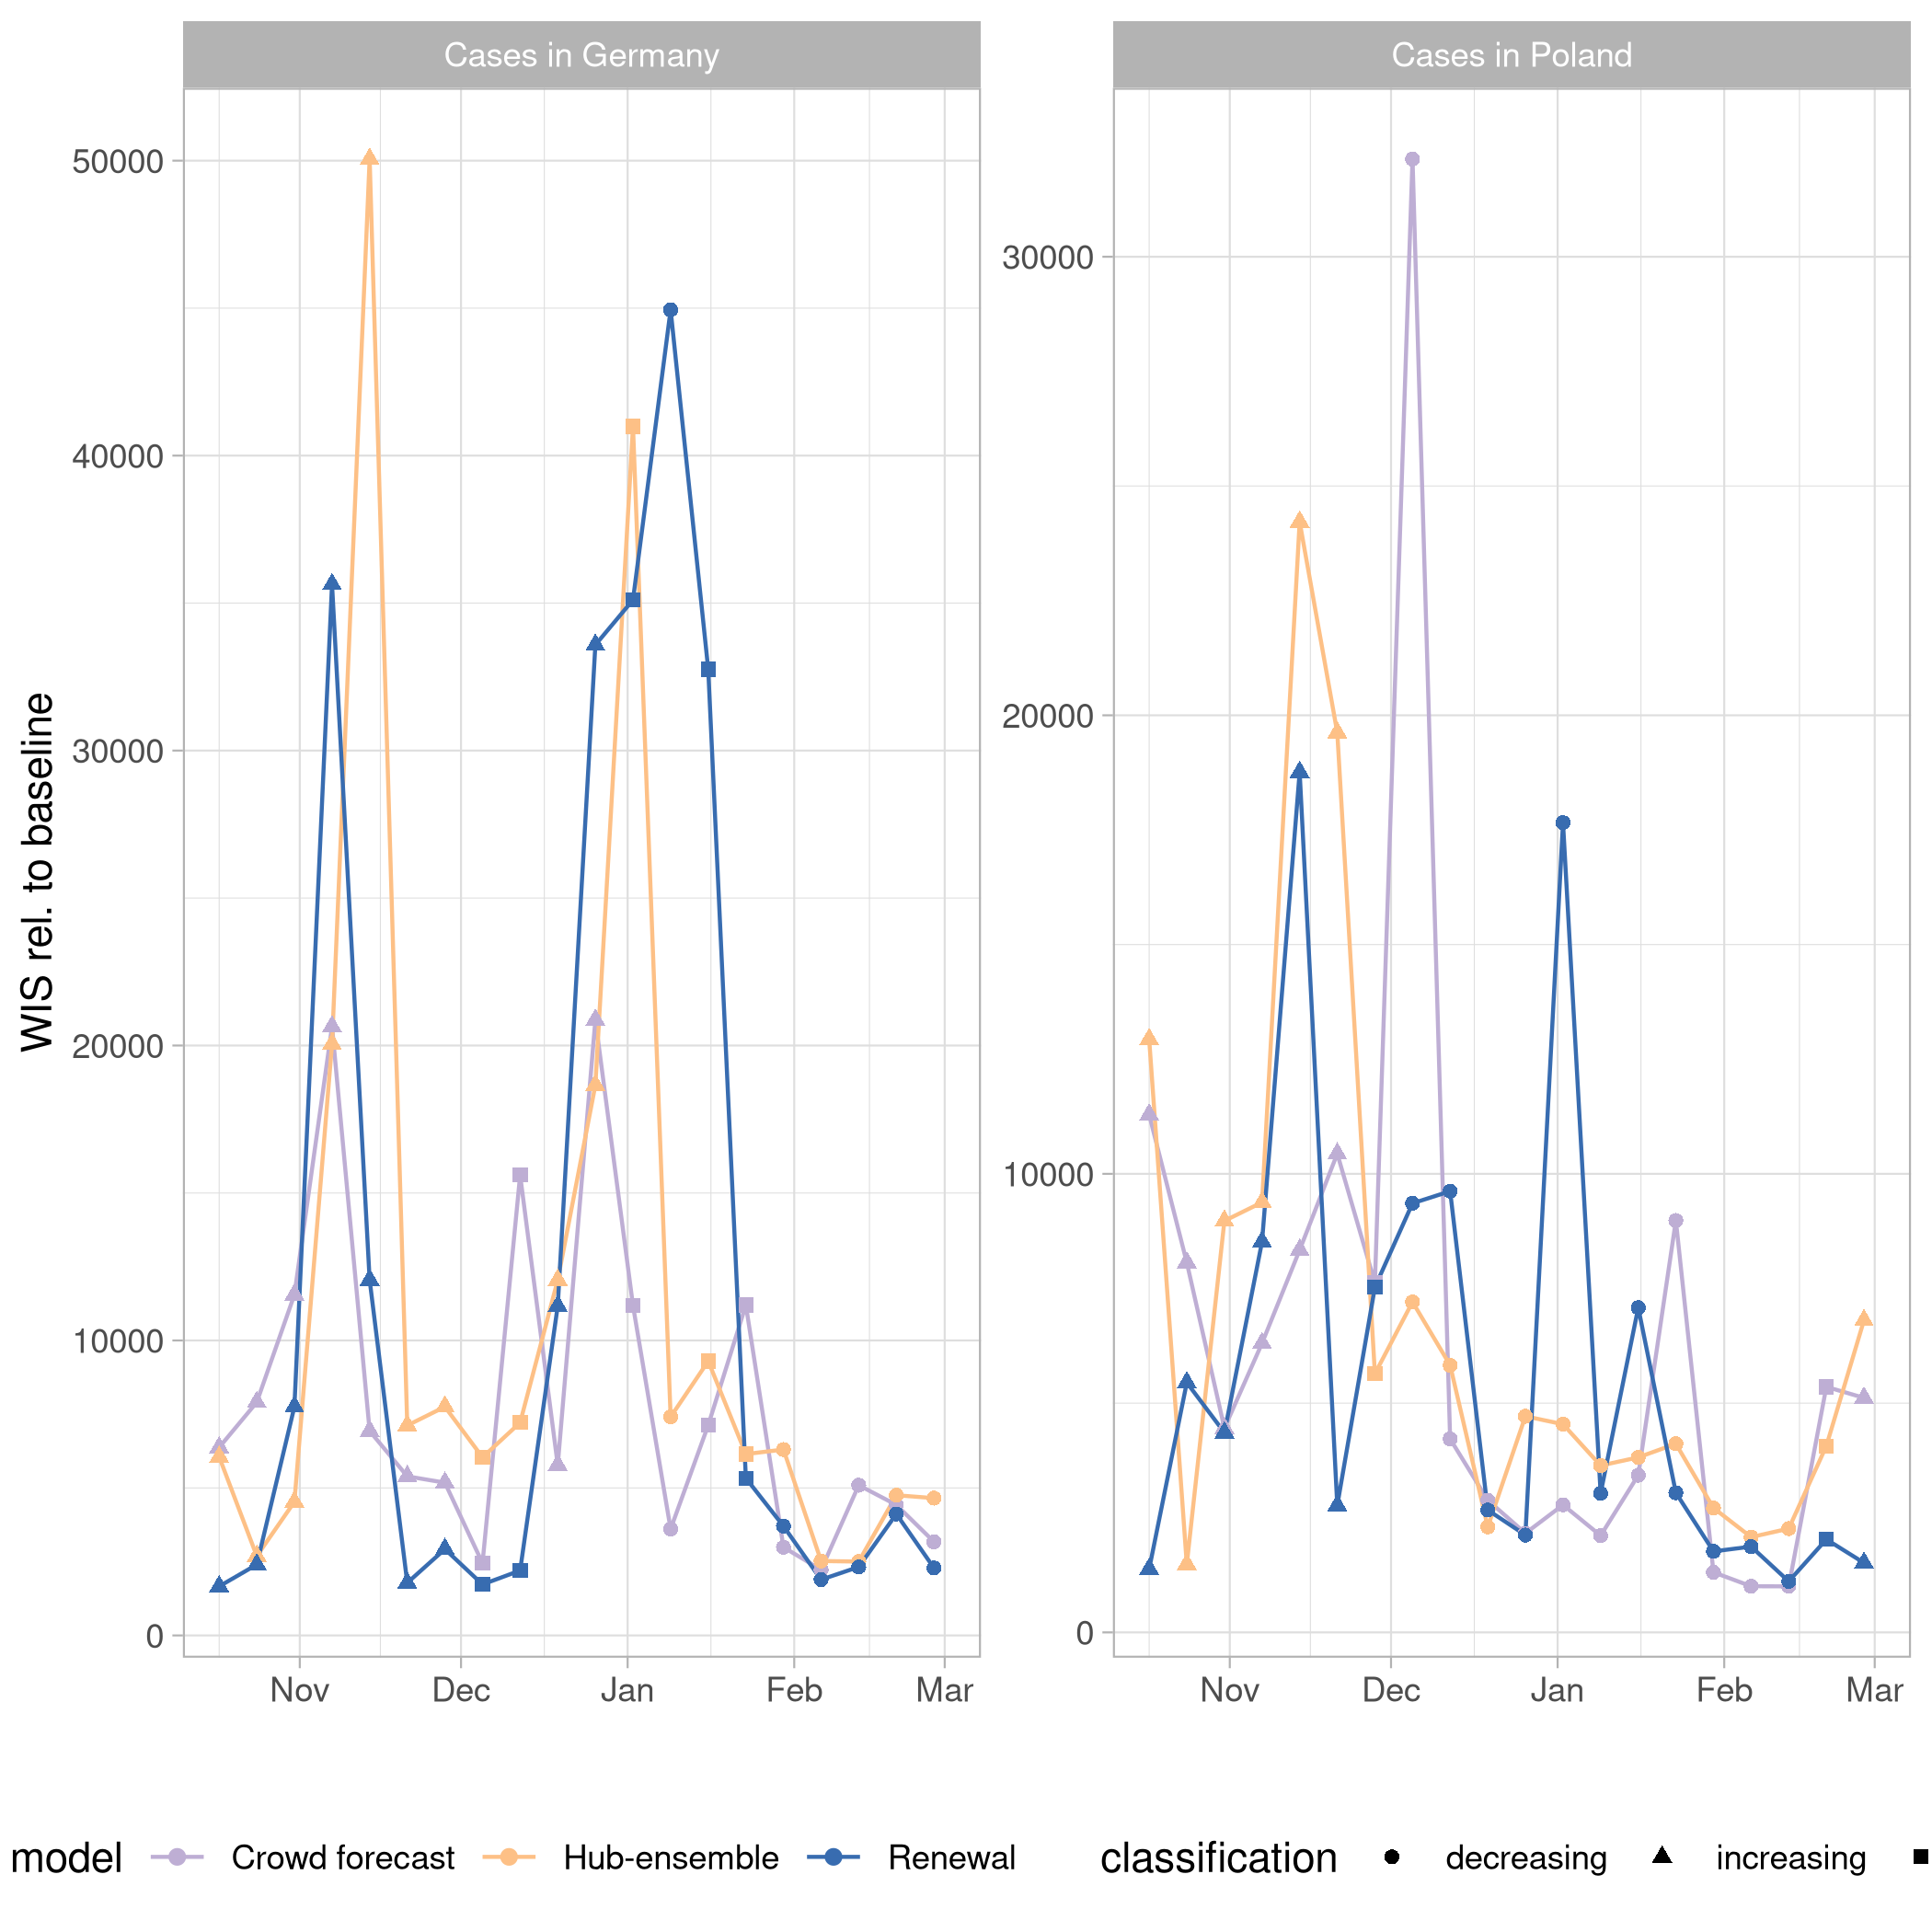 Cases in Germany
Cases in Poland
WIS rel. to baseline
50000
40000
30000
20000
10000
0
30000
20000
10000
0
Nov Dec Jan Feb Mar
Nov Dec Jan Feb Mar
model Crowd forecast Hub-ensemble Renewal classification decreasing increasing